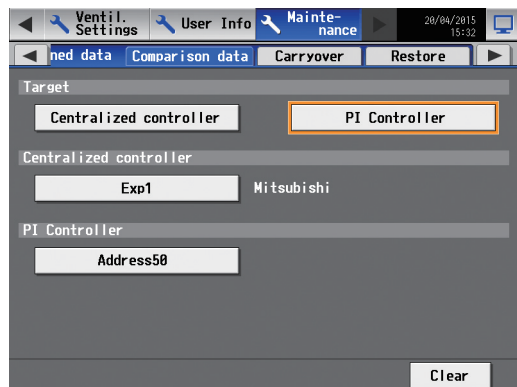 Ventil. Settings
User Info
Mainte-nance
20/04/2015
15:32
ned data
Comparison data
Carryover
Restore
Target
Centralized controller
PI Controller
Centralized controller
Exp1
Mitsubishi
PI Controller
Address50
Clear